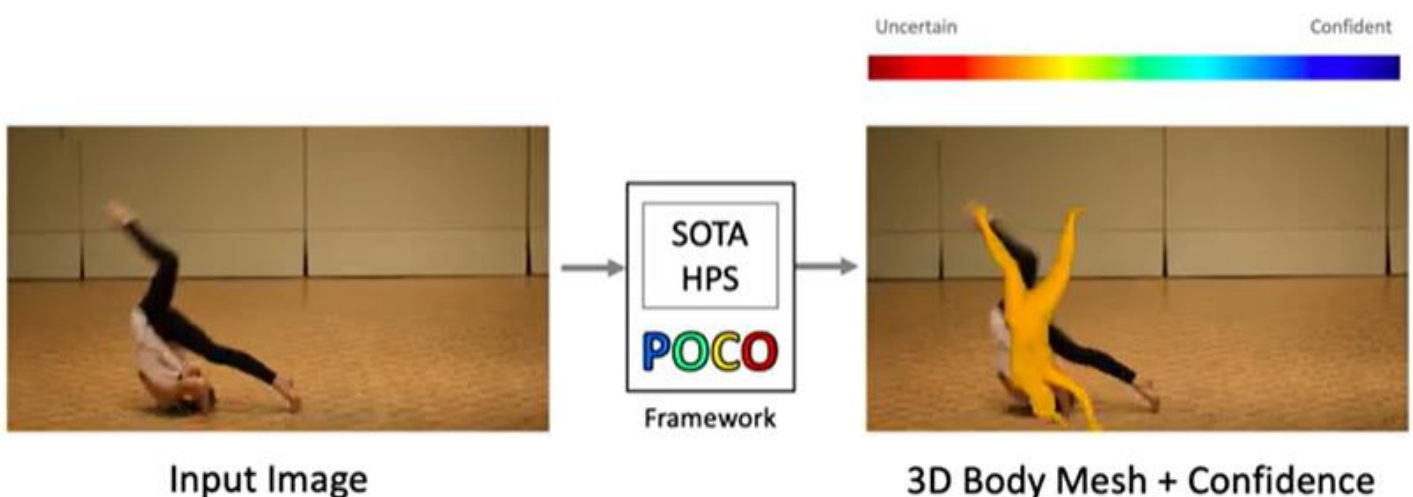 Uncertain
Confident
SOTA
HPS
POCO
Framework
Input Image
3D Body Mesh + Confidence